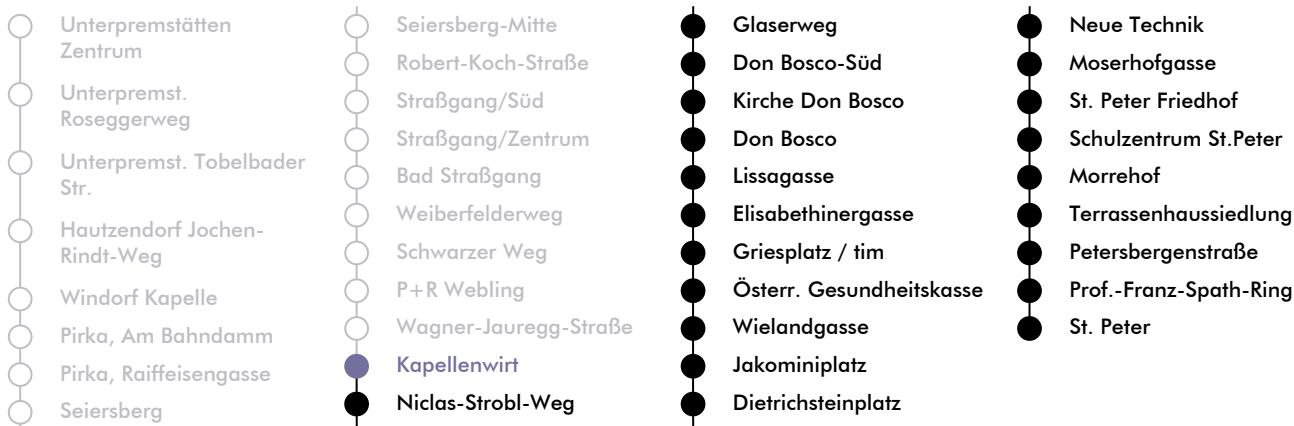 Unterpremstätten
Zentrum
Unterpremst.
Roseggerweg
Unterpremst. Tobelbader
Str.
Hautzendorf Jochen-
Rindt-Weg
Windorf Kapelle
Pirka, Am Bahndamm
Pirka, Raiffeisengasse
Seiersberg
Seiersberg-Mitte
Robert-Koch-Straße
Straßgang/Süd
Straßgang/Zentrum
Bad Straßgang
Weiberfelderweg
Schwarzer Weg
P+R Webling
Wagner-Jauregg-Straße
Kapellenwirt
Niclas-Strobl-Weg
Glaserweg
Don Bosco-Süd
Kirche Don Bosco
Don Bosco
Lissagasse
Elisabethinergasse
Griesplatz / tim
Österr. Gesundheitskasse
Wielandgasse
Jakominiplatz
Dietrichsteinplatz
Neue Technik
Moserhofgasse
St. Peter Friedhof
Schulzentrum St.Peter
Morrehof
Terrassenhaussiedlung
Petersbergenstraße
Prof.-Franz-Spath-Ring
St. Peter